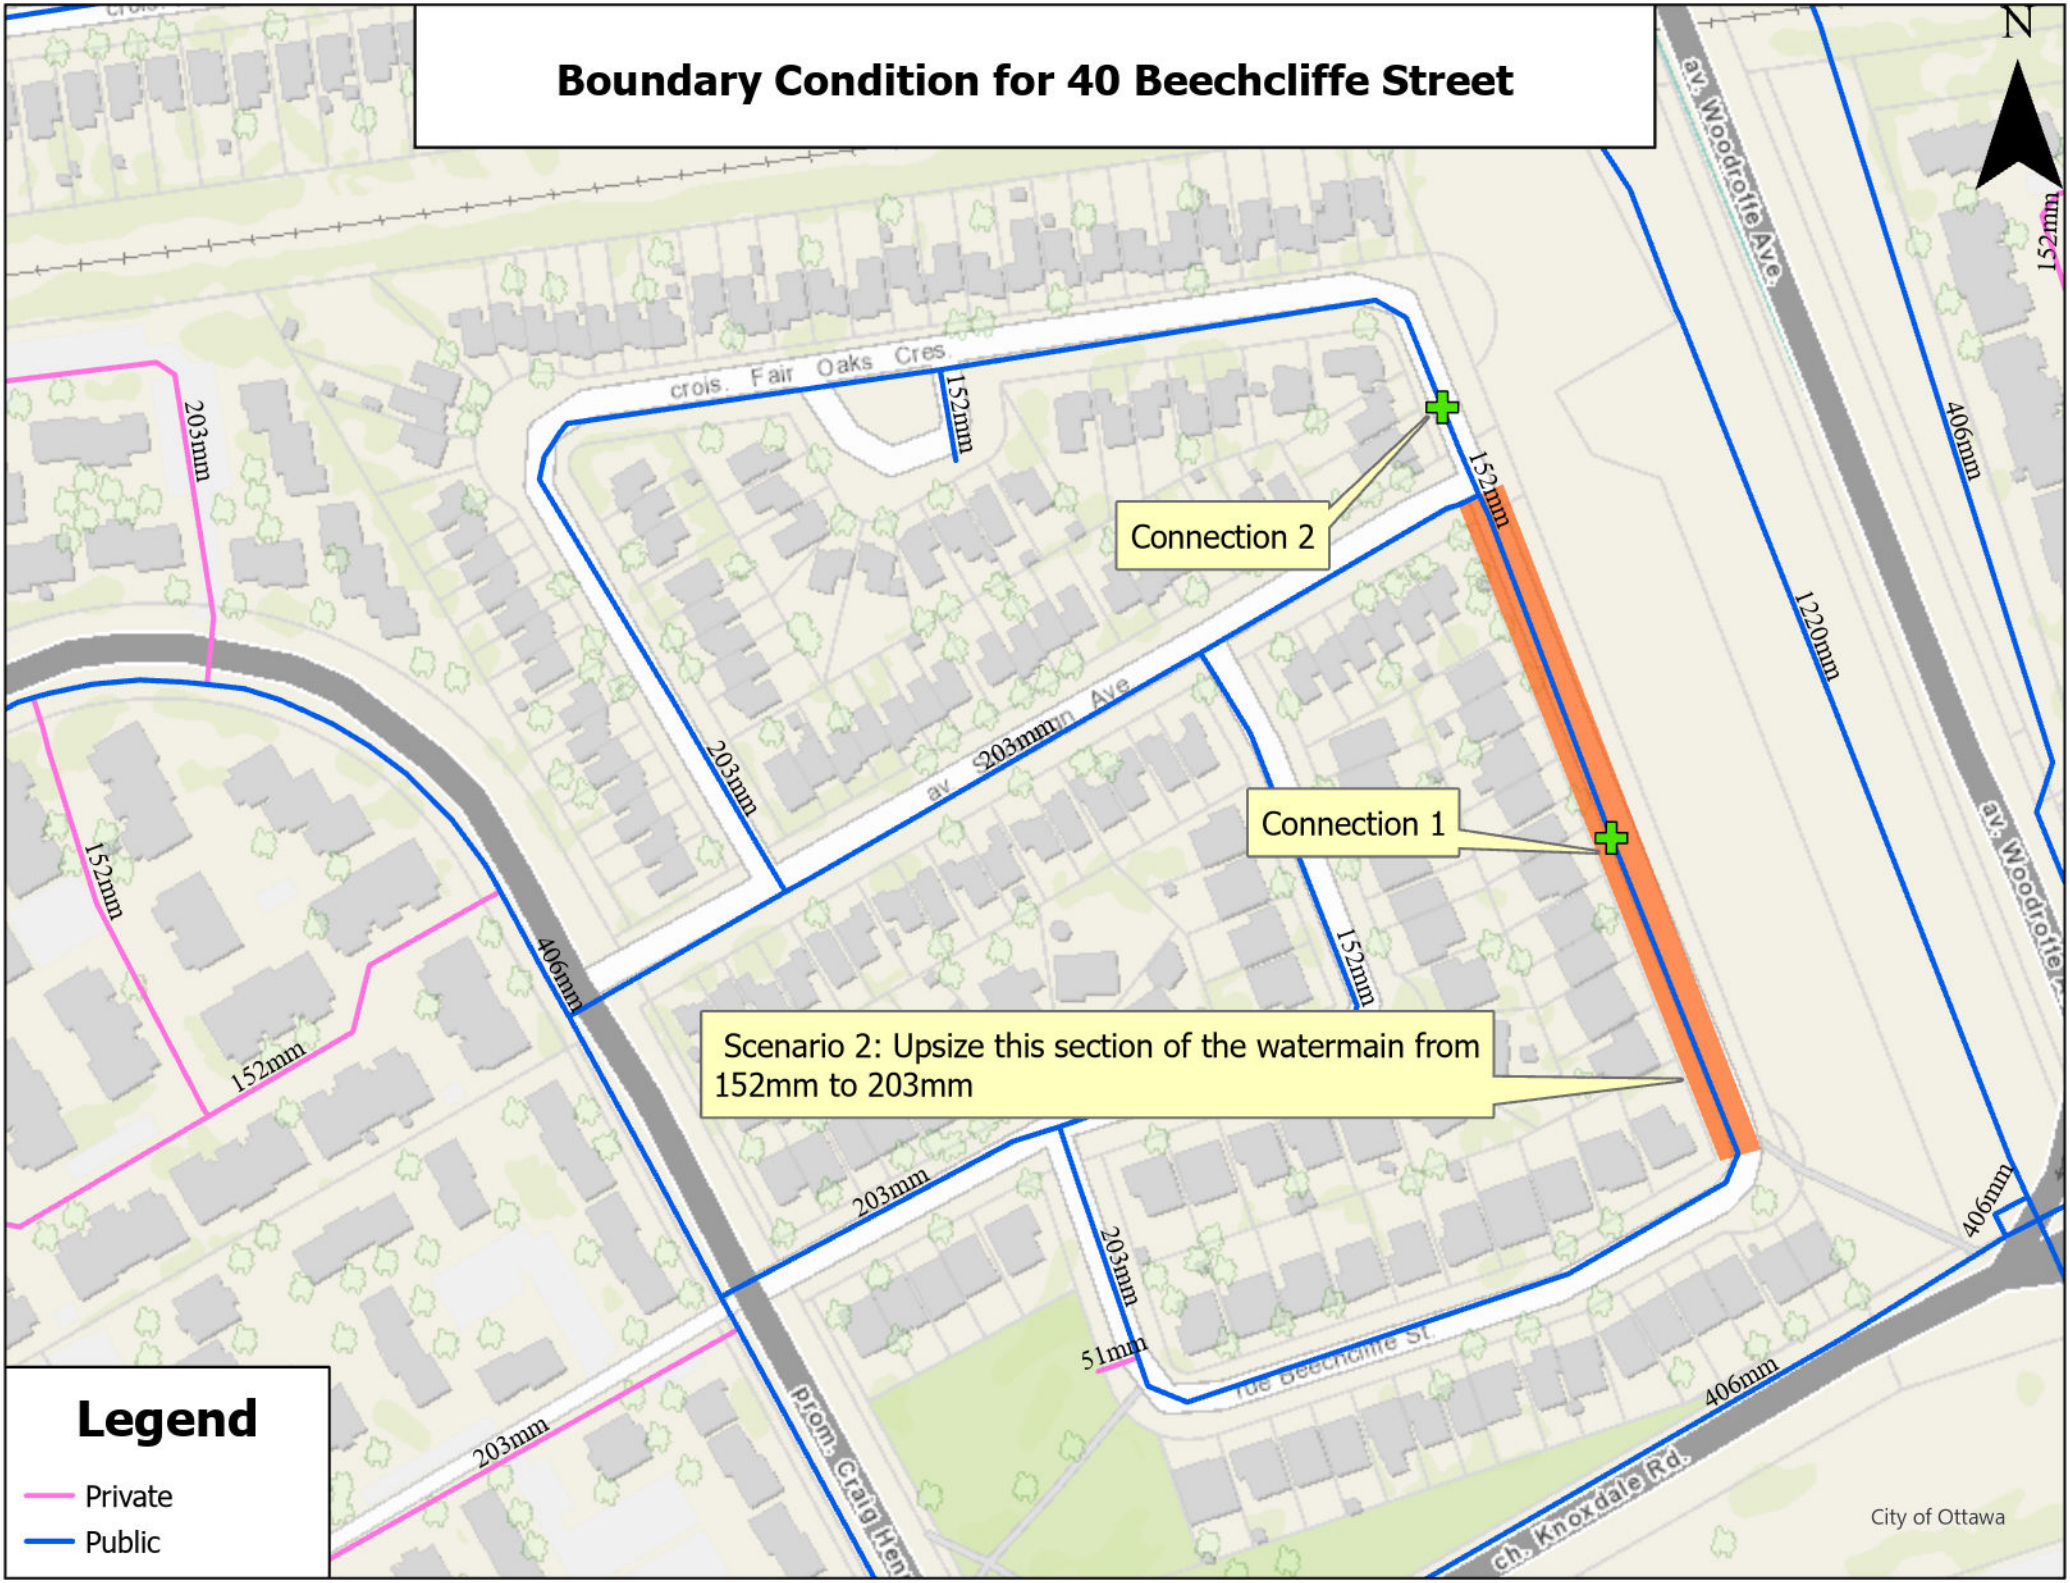 Boundary Condition for 40 Beechcliffe Street
N
crois.
av. Woodroffe Ave.
152mm
crois. Fair Oaks Cres.
152mm
203mm
406mm
152mm
Connection 2
1220mm
203mm
av
Ave
203mm
Connection 1
av. Woodroffe
152mm
406mm
152mm
Scenario 2: Upsize this section of the watermain from
152mm to 203mm
152mm
203mm
406mm
203mm
51mm
rue Beechcliffe St.
406mm
203mm
prom. Craig Hen
ch. Knoxdale Rd.
Legend
Private
Public
City of Ottawa